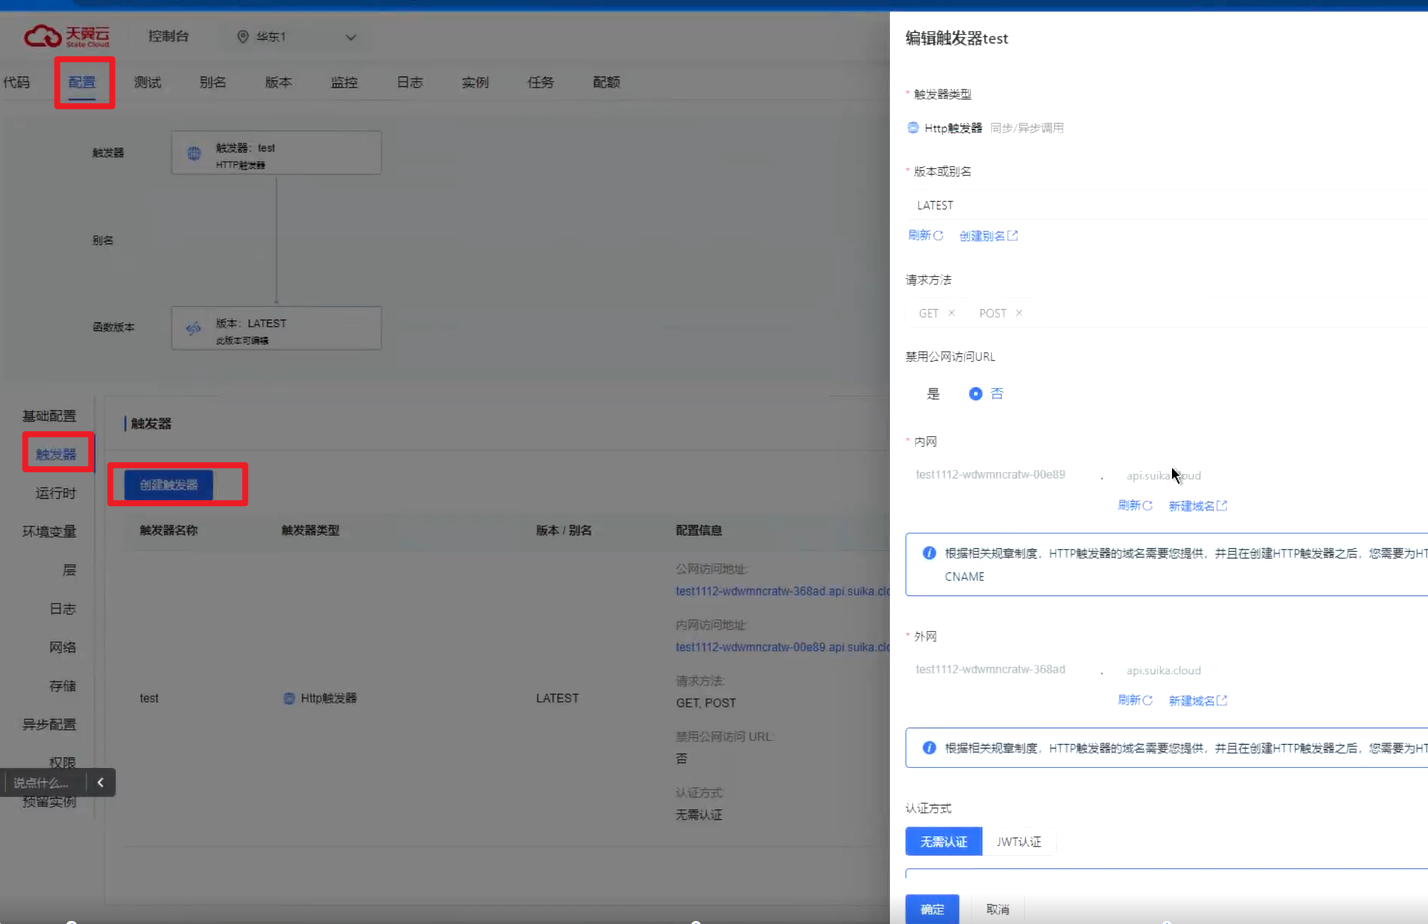 天翼云
State Cloud
控制台
华东1
代码
配置
测试
别名
版本
监控
日志
实例
任务
配额
触发器
触发器：test
HTTP触发器
别名
函数版本
版本：LATEST
此版本可编辑
基础配置
触发器
运行时
环境变量
层
日志
网络
存储
异步配置
权限
说点什么...
预留实例
触发器
创建触发器
触发器名称
触发器类型
版本 / 别名
配置信息
公网访问地址:
test1112-wdwmncratw-368ad.api.suika.clo
内网访问地址:
test1112-wdwmncratw-00e89.api.suika.clo
test
Http触发器
LATEST
请求方法:
GET, POST
禁用公网访问 URL:
否
认证方式:
无需认证
编辑触发器test
* 触发器类型
Http触发器 同步/异步调用
* 版本或别名
LATEST
刷新 创建别名
请求方法
GET × POST ×
禁用公网访问URL
是 否
* 内网
test1112-wdwmncratw-00e89 . api.suika.cloud
刷新 新建域名
根据相关规章制度，HTTP触发器的域名需要您提供，并且在创建HTTP触发器之后，您需要为HT
CNAME
* 外网
test1112-wdwmncratw-368ad . api.suika.cloud
刷新 新建域名
根据相关规章制度，HTTP触发器的域名需要您提供，并且在创建HTTP触发器之后，您需要为HT
认证方式
无需认证 JWT认证
确定 取消